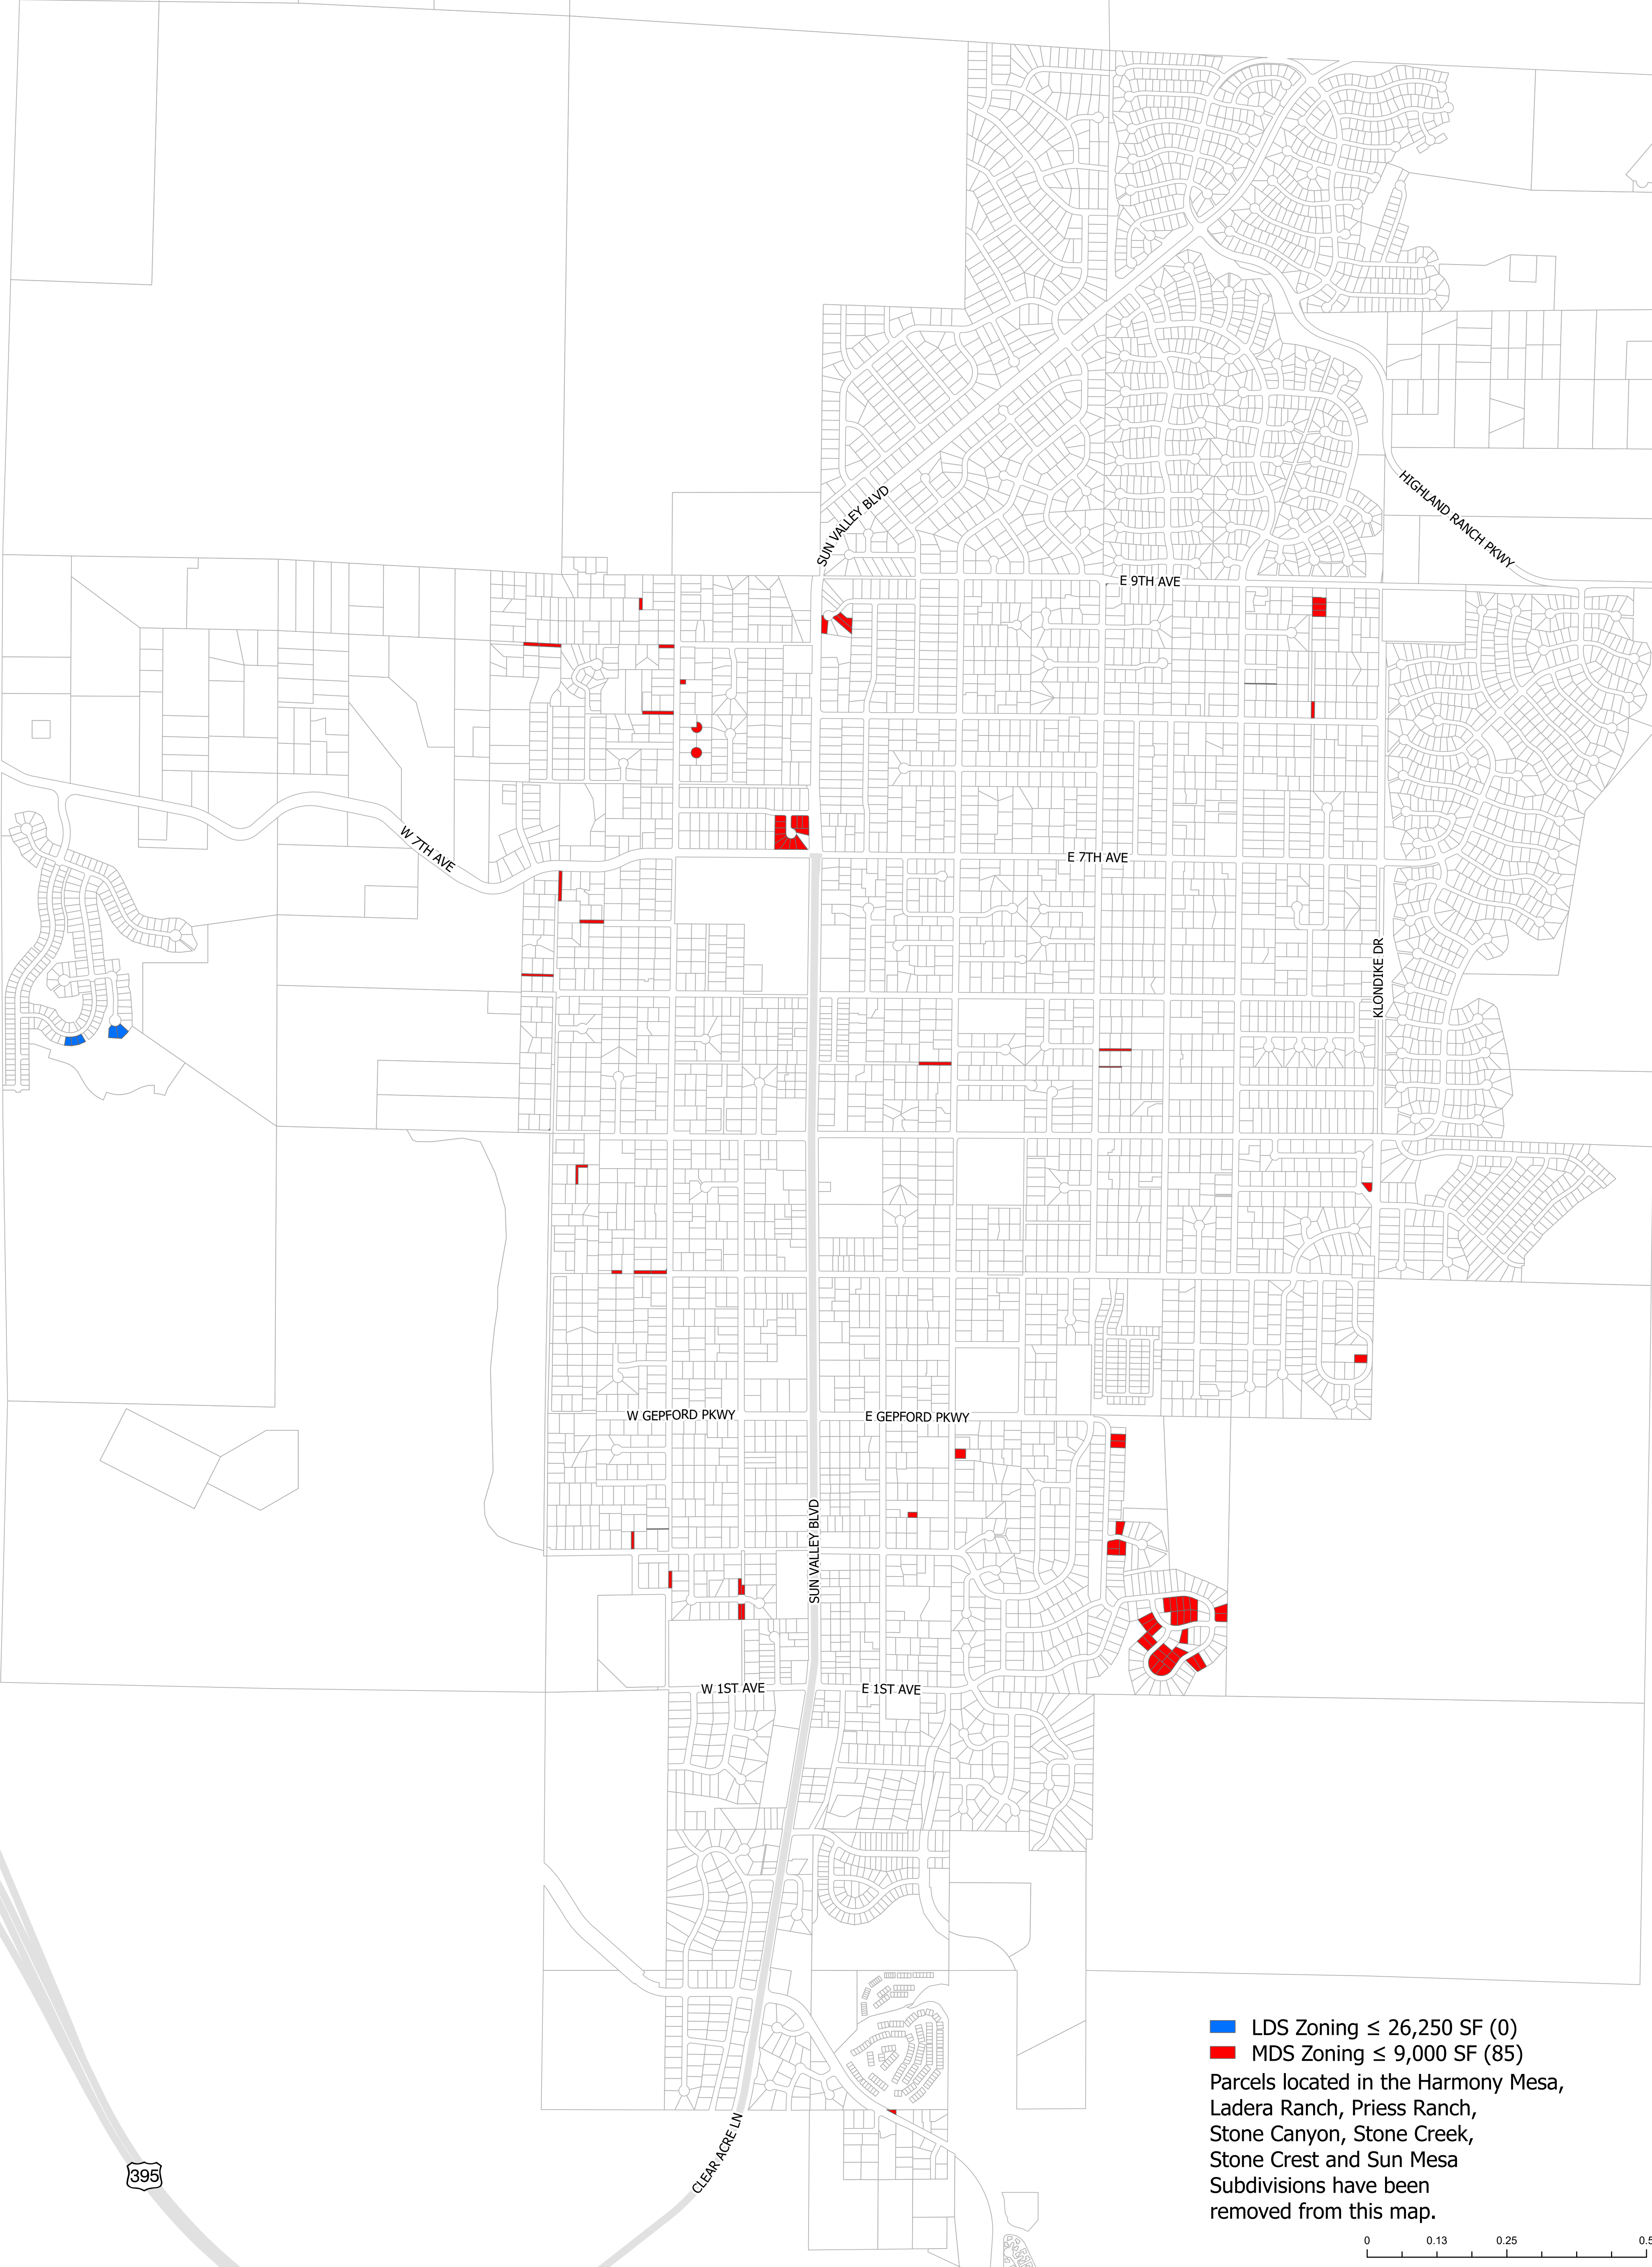 SUN VALLEY BLVD
HIGHLAND RANCH PKWY
E 9TH AVE
W 7TH AVE
E 7TH AVE
KLONDIKE DR
W GEPFORD PKWY
E GEPFORD PKWY
SUN VALLEY BLVD
W 1ST AVE
E 1ST AVE
LDS Zoning ≤ 26,250 SF (0)
MDS Zoning ≤ 9,000 SF (85)
Parcels located in the Harmony Mesa,
Ladera Ranch, Priess Ranch,
Stone Canyon, Stone Creek,
Stone Crest and Sun Mesa
Subdivisions have been
removed from this map.
CLEAR ACRE LN
395
0 0.13 0.25